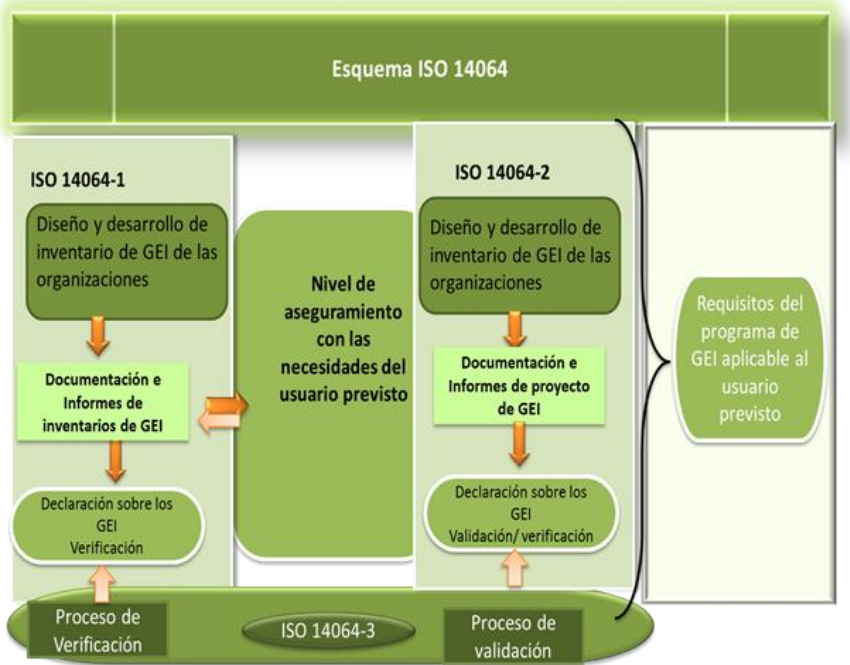 Esquema ISO 14064
ISO 14064-1
Diseño y desarrollo de
inventario de GEI de las
organizaciones
Documentación e
Informes de
inventarios de GEI
Declaración sobre los
GEI
Verificación
Proceso de
Verificación
Nivel de
aseguramiento
con las
necesidades del
usuario previsto
ISO 14064-2
Diseño y desarrollo de
inventario de GEI de las
organizaciones
Documentación e
Informes de proyecto
de GEI
Declaración sobre los
GEI
Validación/ verificación
Proceso de
validación
ISO 14064-3
Requisitos del
programa de
GEI aplicable al
usuario
previsto